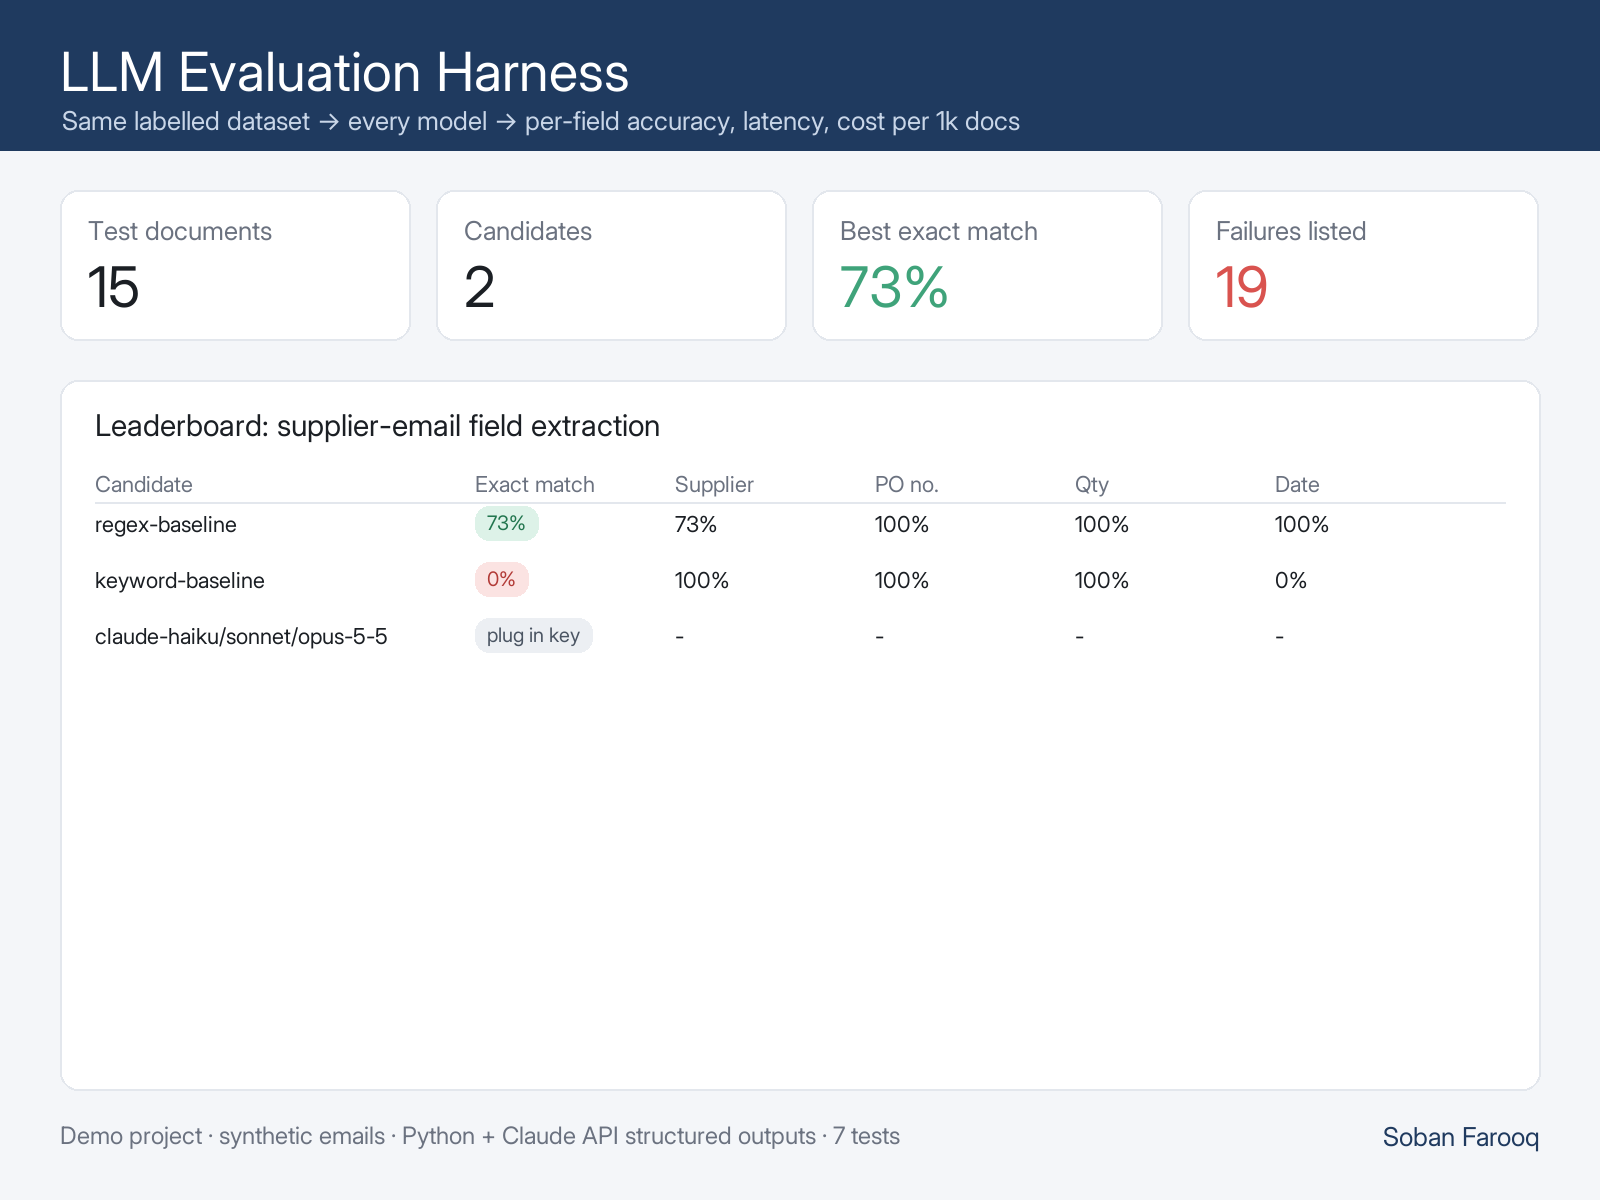 LLM Evaluation Harness
Same labelled dataset → every model → per-field accuracy, latency, cost per 1k docs
Test documents
15
Candidates
2
Best exact match
73%
Failures listed
19
Leaderboard: supplier-email field extraction
Candidate Exact match Supplier PO no. Qty Date
regex-baseline 73% 73% 100% 100% 100%
keyword-baseline 0% 100% 100% 100% 0%
claude-haiku/sonnet/opus-5-5 plug in key - - - -
Demo project · synthetic emails · Python + Claude API structured outputs · 7 tests
Soban Farooq